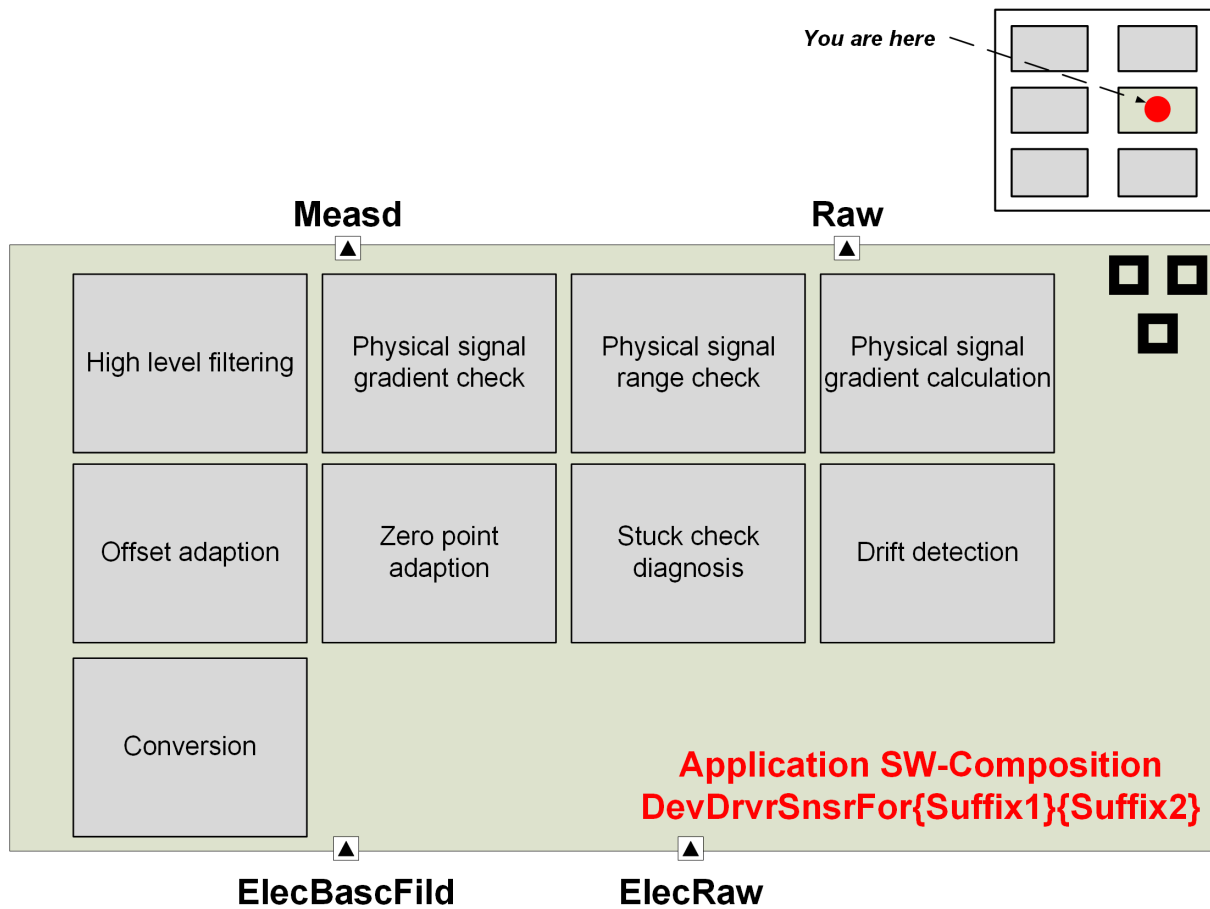 You are here
Measd
Raw
High level filtering
Physical signal
gradient check
Physical signal
range check
Physical signal
gradient calculation
Offset adaption
Zero point
adaption
Stuck check
diagnosis
Drift detection
Conversion
Application SW-Composition
DevDrvrSnsrFor{Suffix1}{Suffix2}
ElecBascFild
ElecRaw